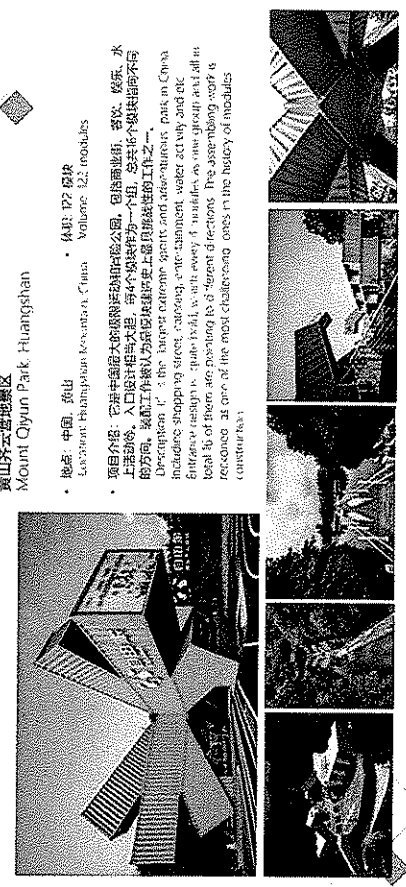 黄山齐云营地景区
Mount Qiyun Park, Huangshan
• 地点: 中国, 黄山
• 体积: 122 模块
Location: Huangshan Mountain, China
Volume: 122 modules
• 项目介绍: 它是中国最大的极限运动和冒险公园, 包括商业街, 餐饮, 娱乐, 水
上活动等。入口设计相当大胆, 每4个模块作为一个组, 总共16个模块指向不同
的方向。装配工作被认为是模块建筑史上最具挑战性的工作之一。
Description: It's the largest extreme sports and adventurous park in China
include shopping street, catering, entertainment, water activity and etc.
Entrance design is quite bold, which every 4 modules as one group and all in
total 16 of them are pointing to different directions. The assembling work is
reckoned as one of the most challenging ones in the history of modules
construction.
自由家